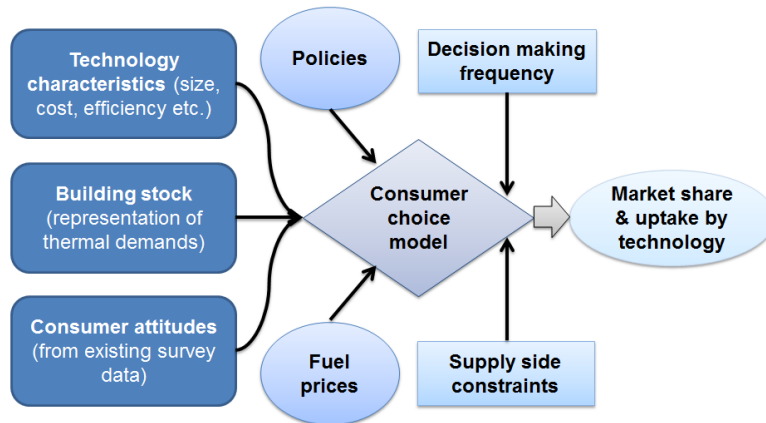 Technology
characteristics (size,
cost, efficiency etc.)
Building stock
(representation of
thermal demands)
Consumer attitudes
(from existing survey
data)
Policies
Fuel
prices
Consumer
choice
model
Decision making
frequency
Supply side
constraints
Market share
& uptake by
technology